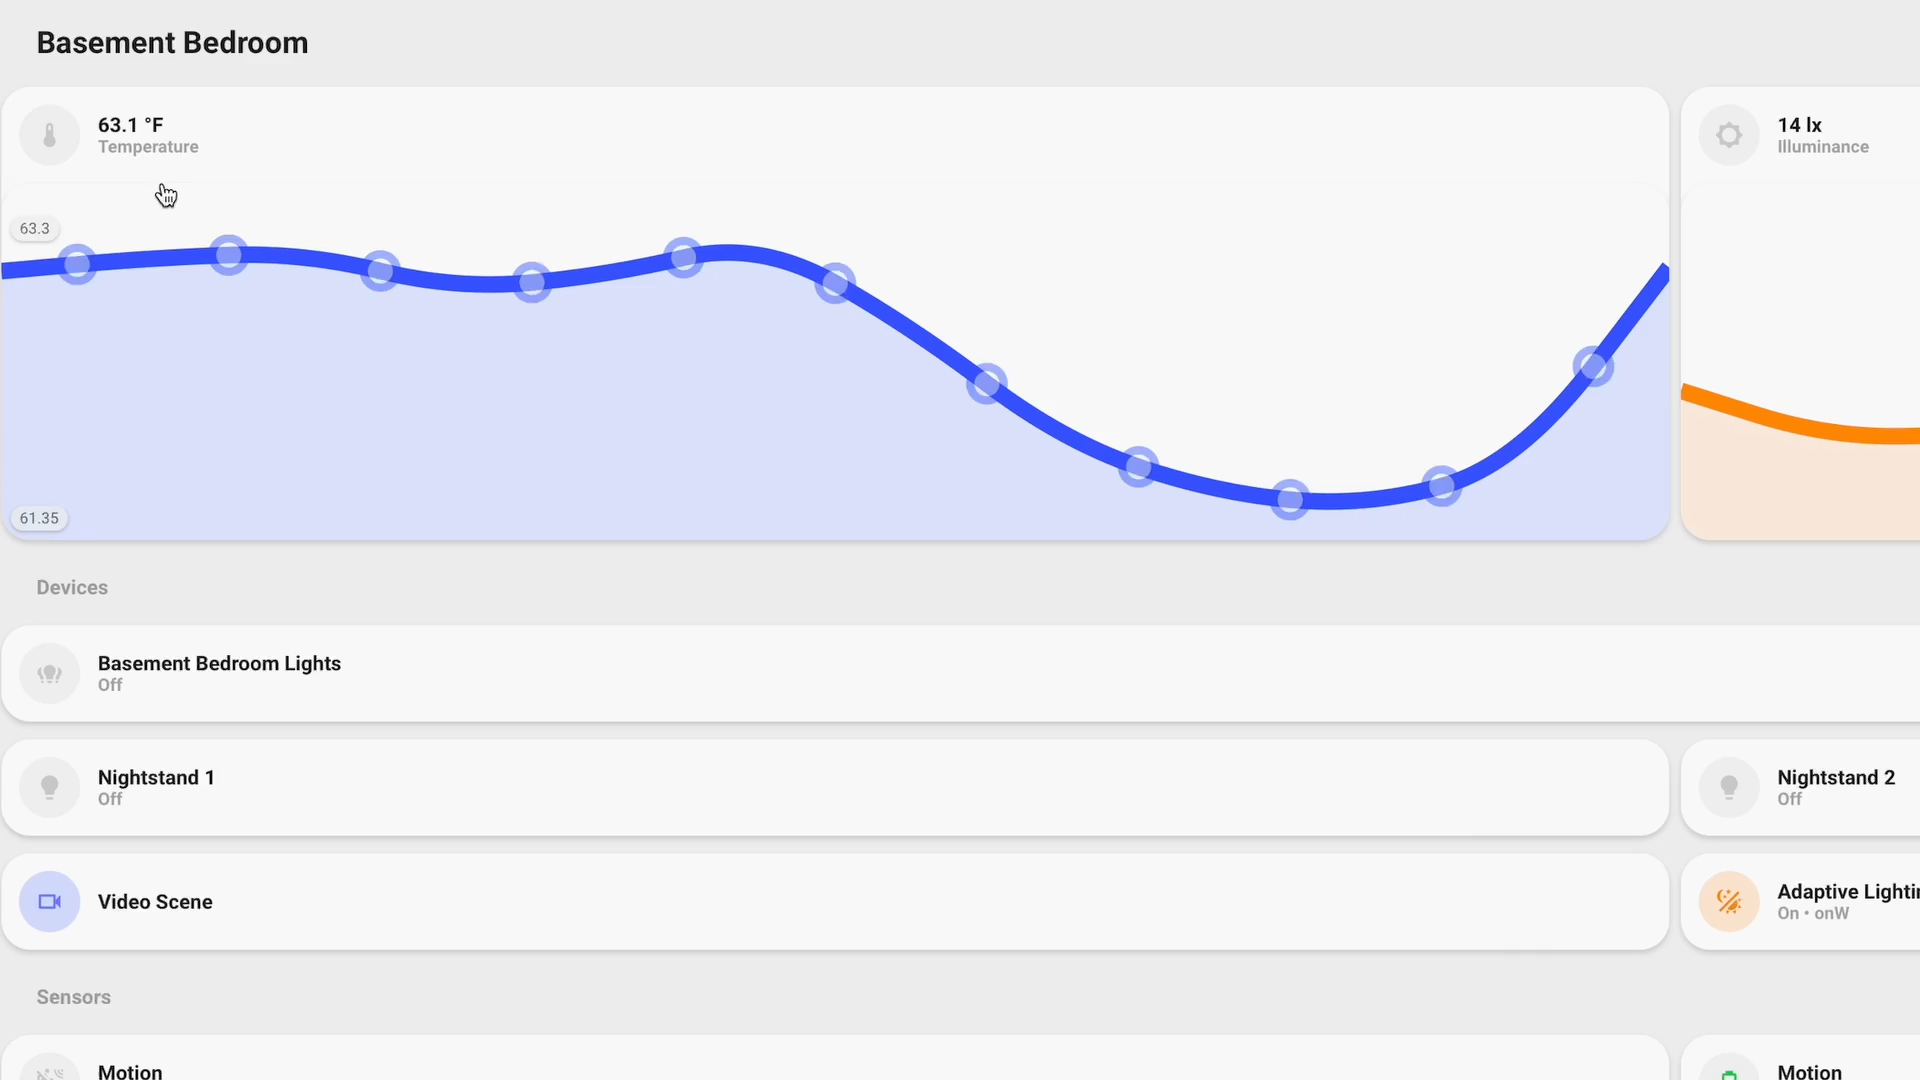 Basement Bedroom
63.1 °F
Temperature
14 lx
Illuminance
63.3
61.35
Devices
Basement Bedroom Lights
Off
Nightstand 1
Off
Nightstand 2
Off
Video Scene
Adaptive Lightin
On • onW
Sensors
Motion
Motion